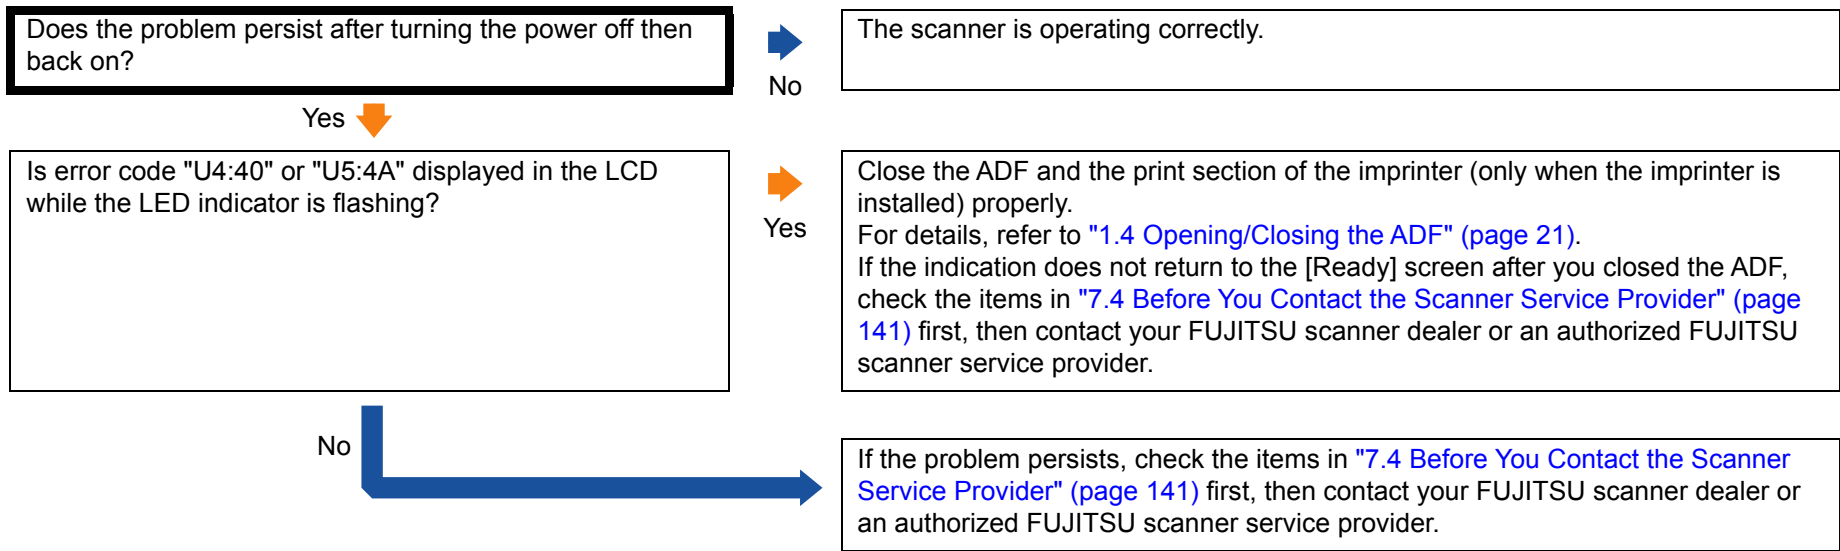 Does the problem persist after turning the power off then
back on?
No
The scanner is operating correctly.
Yes
Is error code "U4:40" or "U5:4A" displayed in the LCD
while the LED indicator is flashing?
Yes
Close the ADF and the print section of the imprinter (only when the imprinter is
installed) properly.
For details, refer to "1.4 Opening/Closing the ADF" (page 21).
If the indication does not return to the [Ready] screen after you closed the ADF,
check the items in "7.4 Before You Contact the Scanner Service Provider" (page
141) first, then contact your FUJITSU scanner dealer or an authorized FUJITSU
scanner service provider.
No
If the problem persists, check the items in "7.4 Before You Contact the Scanner
Service Provider" (page 141) first, then contact your FUJITSU scanner dealer or
an authorized FUJITSU scanner service provider.